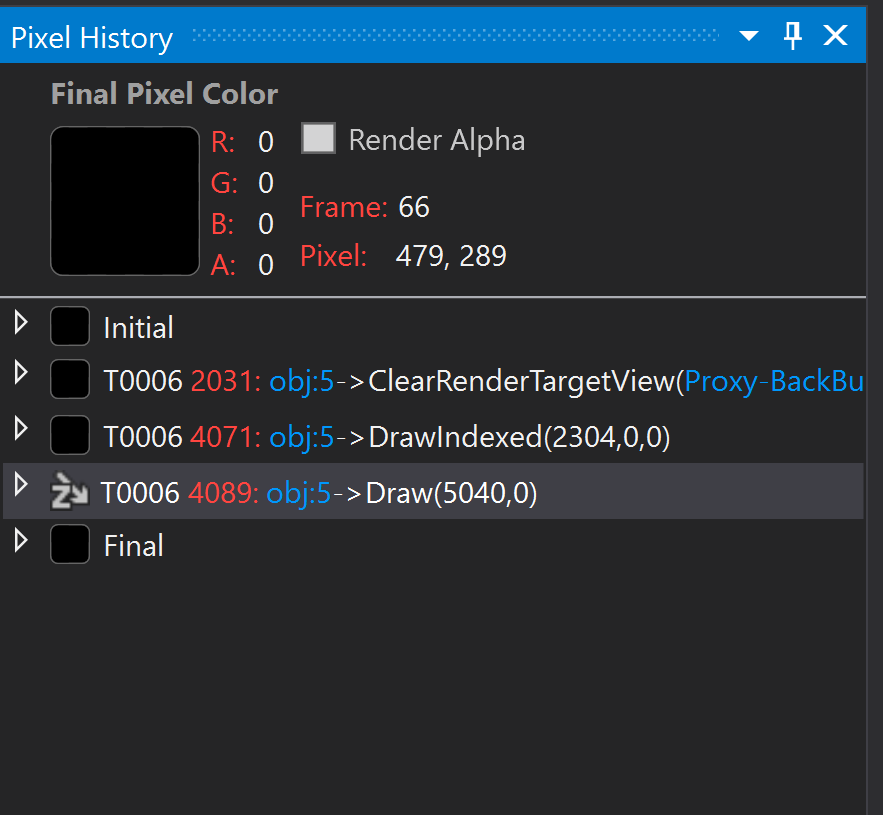 Pixel History
Final Pixel Color
R: 0
G: 0
B: 0
A: 0
Render Alpha
Frame: 66
Pixel: 479, 289
Initial
T0006 2031: obj:5->ClearRenderTargetView(Proxy-BackBu
T0006 4071: obj:5->DrawIndexed(2304,0,0)
T0006 4089: obj:5->Draw(5040,0)
Final